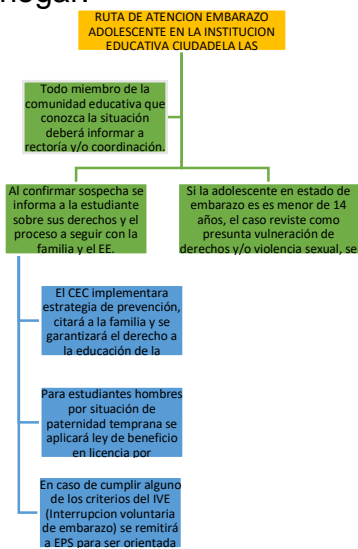 hogar.
RUTA DE ATENCION EMBARAZO
ADOLESCENTE EN LA INSTITUCION
EDUCATIVA CIUDADELA LAS
Todo miembro de la
comunidad educativa que
conozca la situación
deberá informar a
rectoría y/o coordinación.
Al confirmar sospecha se
informa a la estudiante
sobre sus derechos y el
proceso a seguir con la
familia y el EE.
Si la adolescente en estado de
embarazo es es menor de 14
años, el caso reviste como
presunta vulneración de
derechos y/o violencia sexual, se
El CEC implementara
estrategia de prevención,
citará a la familia y se
garantizará el derecho a
la educación de la
Para estudiantes hombres
por situación de
paternidad temprana se
aplicará ley de beneficio
en licencia por
En caso de cumplir alguno
de los criterios del IVE
(Interrupcion voluntaria
de embarazo) se remitirá
a EPS para ser orientada